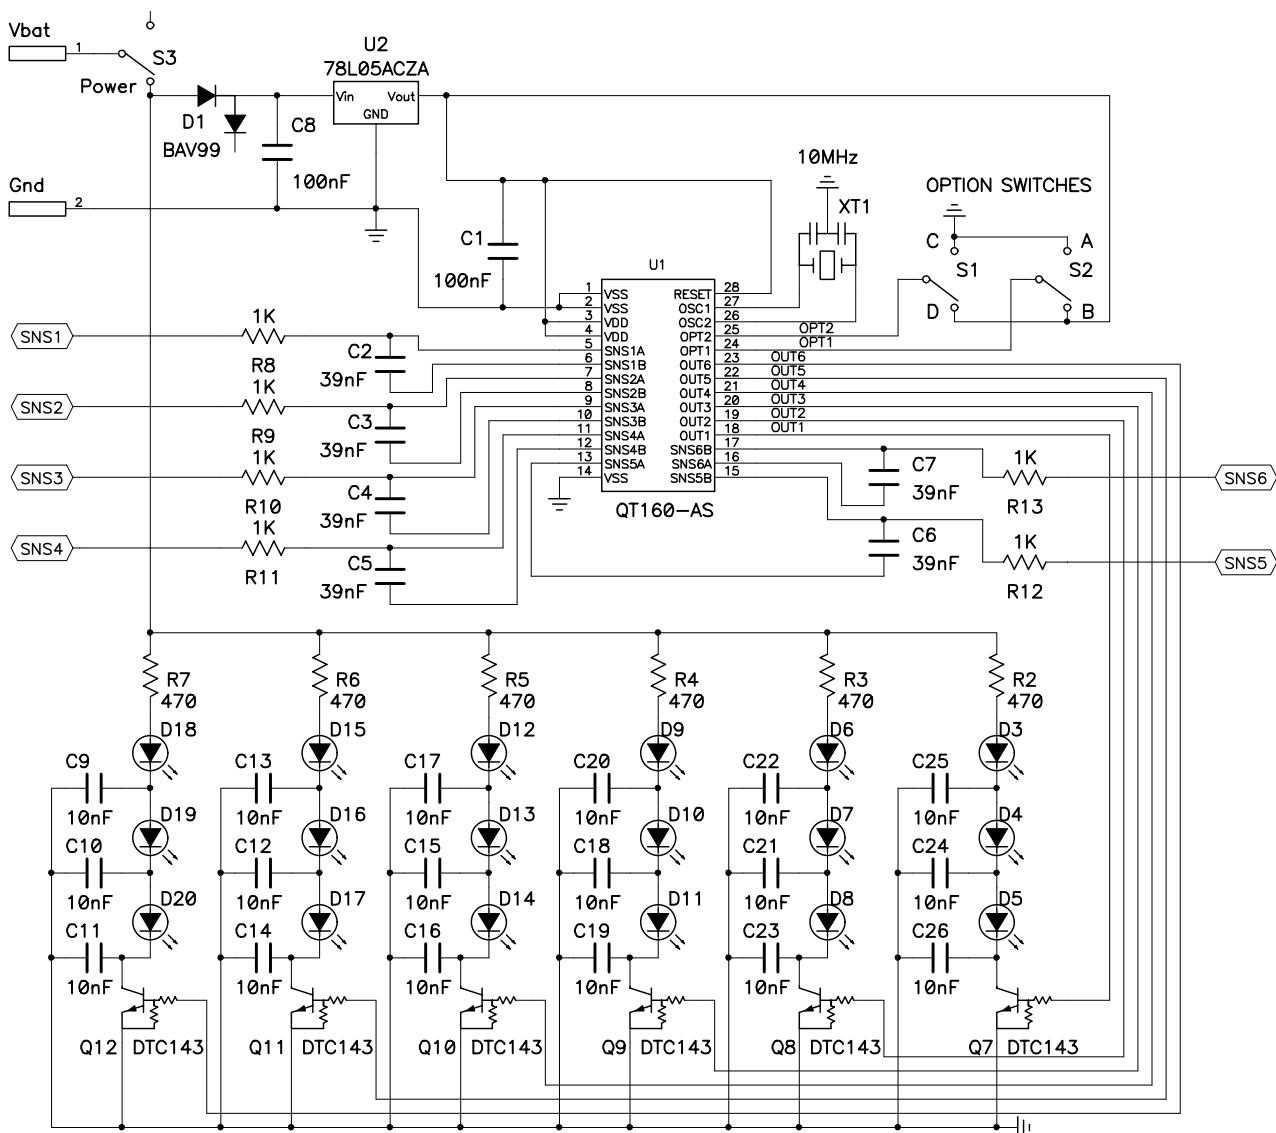 Vbat
1
S3
Power
U2
78L05ACZA
Vin
Vout
GND
D1
BAV99
C8
100nF
Gnd
2
10MHz
XT1
OPTION SWITCHES
C
A
S1
S2
D
B
C1
100nF
U1
1 VSS RESET 28
2 VSS OSC1 27
3 VDD OSC2 26
4 VDD OPT2 25 OPT2
5 SNS1A OPT1 24 OPT1
6 SNS1B OUT6 23 OUT6
7 SNS2A OUT5 22 OUT5
8 SNS2B OUT4 21 OUT4
9 SNS3A OUT3 20 OUT3
10 SNS3B OUT2 19 OUT2
11 SNS4A OUT1 18 OUT1
12 SNS4B SNS6B 17
13 SNS5A SNS6A 16
14 VSS SNS5B 15
QT160-AS
SNS1
1K
R8
C2
39nF
SNS2
1K
R9
C3
39nF
SNS3
1K
R10
C4
39nF
SNS4
1K
R11
C5
39nF
C7
39nF
1K
R13
SNS6
C6
39nF
1K
R12
SNS5
R7 R6 R5 R4 R3 R2
470 470 470 470 470 470
D18 D15 D12 D9 D6 D3
C9 C13 C17 C20 C22 C25
10nF D19 10nF D16 10nF D13 10nF D10 10nF D7 10nF D4
C10 C12 C15 C18 C21 C24
10nF D20 10nF D17 10nF D14 10nF D11 10nF D8 10nF D5
C11 C14 C16 C19 C23 C26
10nF 10nF 10nF 10nF 10nF 10nF
Q12 DTC143 Q11 DTC143 Q10 DTC143 Q9 DTC143 Q8 DTC143 Q7 DTC143